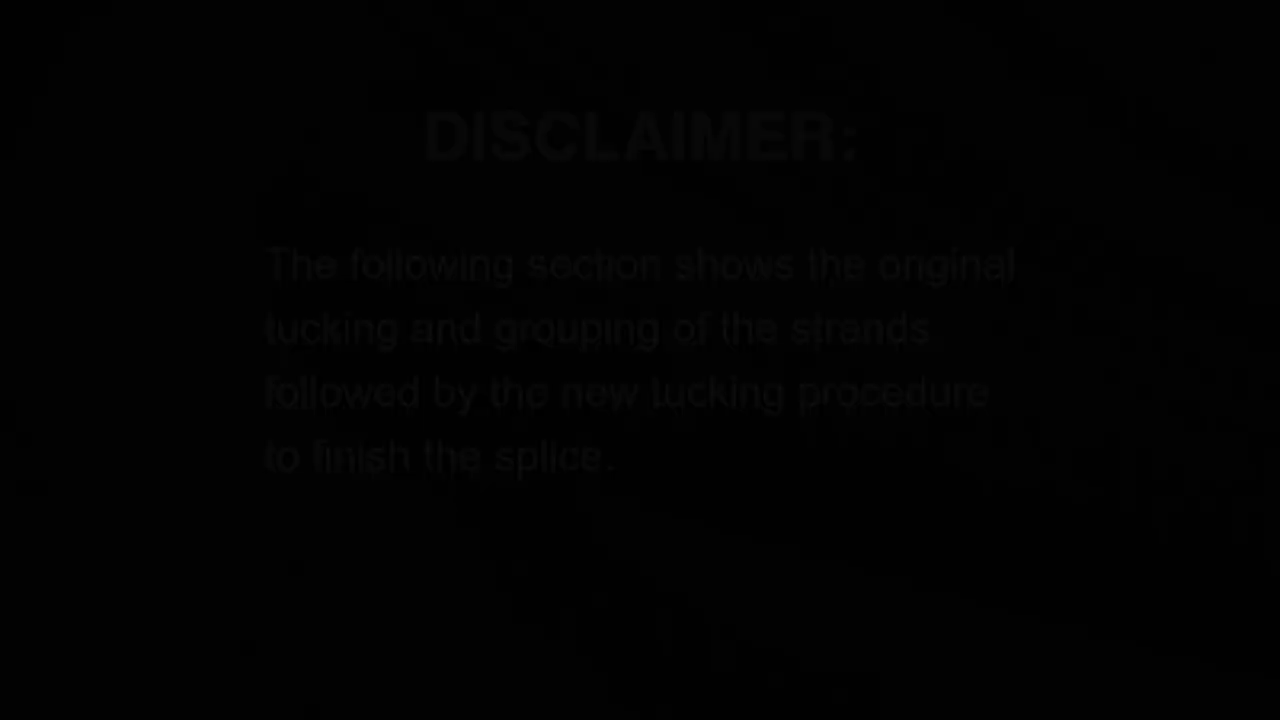 DISCLAIMER:
The following section shows the original
tucking and grouping of the strands
followed by the new tucking procedure
to finish the splice.